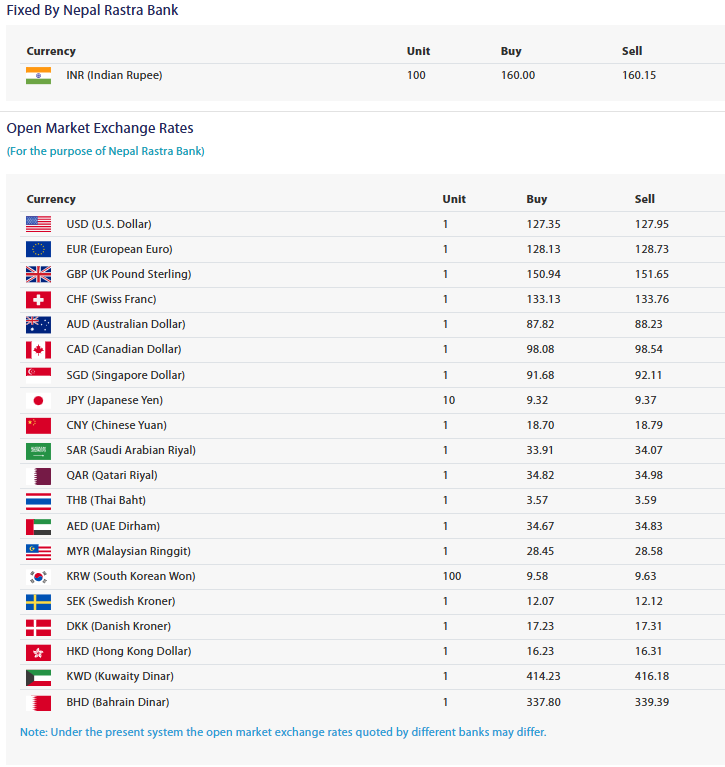 Fixed By Nepal Rastra Bank
Currency Unit Buy Sell
INR (Indian Rupee) 100 160.00 160.15
Open Market Exchange Rates
(For the purpose of Nepal Rastra Bank)
Currency Unit Buy Sell
USD (U.S. Dollar) 1 127.35 127.95
EUR (European Euro) 1 128.13 128.73
GBP (UK Pound Sterling) 1 150.94 151.65
CHF (Swiss Franc) 1 133.13 133.76
AUD (Australian Dollar) 1 87.82 88.23
CAD (Canadian Dollar) 1 98.08 98.54
SGD (Singapore Dollar) 1 91.68 92.11
JPY (Japanese Yen) 10 9.32 9.37
CNY (Chinese Yuan) 1 18.70 18.79
SAR (Saudi Arabian Riyal) 1 33.91 34.07
QAR (Qatari Riyal) 1 34.82 34.98
THB (Thai Baht) 1 3.57 3.59
AED (UAE Dirham) 1 34.67 34.83
MYR (Malaysian Ringgit) 1 28.45 28.58
KRW (South Korean Won) 100 9.58 9.63
SEK (Swedish Kroner) 1 12.07 12.12
DKK (Danish Kroner) 1 17.23 17.31
HKD (Hong Kong Dollar) 1 16.23 16.31
KWD (Kuwaity Dinar) 1 414.23 416.18
BHD (Bahrain Dinar) 1 337.80 339.39
Note: Under the present system the open market exchange rates quoted by different banks may differ.